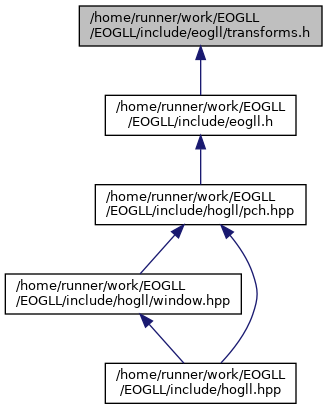 /home/runner/work/EOGLL
/EOGLL/include/eogll/transforms.h
/home/runner/work/EOGLL
/EOGLL/include/eogll.h
/home/runner/work/EOGLL
/EOGLL/include/hogll/pch.hpp
/home/runner/work/EOGLL
/EOGLL/include/hogll/window.hpp
/home/runner/work/EOGLL
/EOGLL/include/hogll.hpp